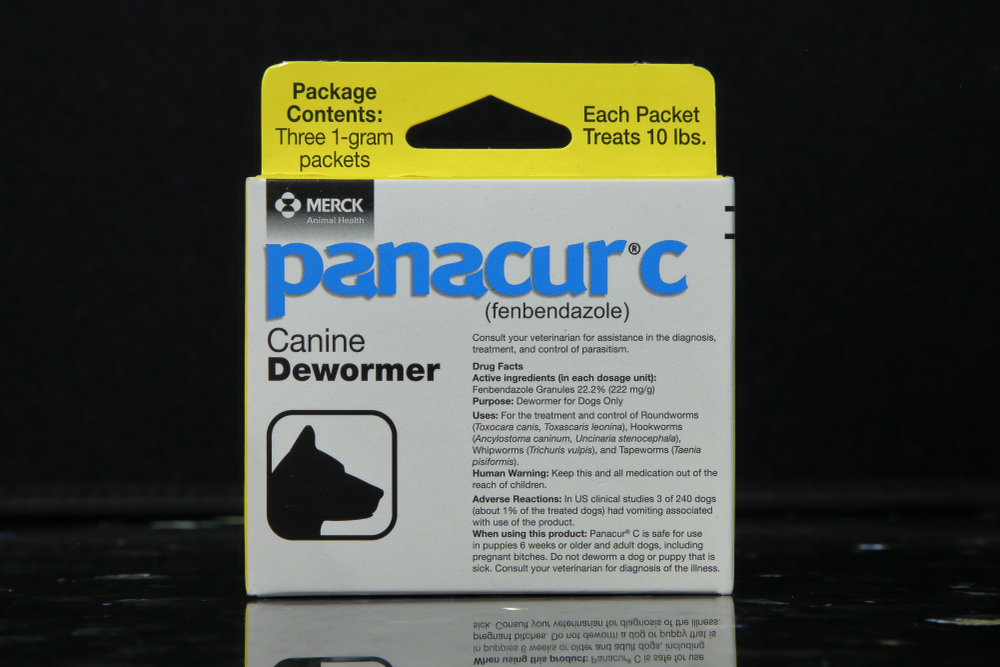 Package
Contents:
Three 1-gram
packets
Each Packet
Treats 10 lbs.
MERCK
Animal Health
panacur® c
(fenbendazole)
Canine
Dewormer
Consult your veterinarian for assistance in the diagnosis,
treatment, and control of parasitism.
Drug Facts
Active ingredients (in each dosage unit):
Fenbendazole Granules 22.2% (222 mg/g)
Purpose: Dewormer for Dogs Only
Uses: For the treatment and control of Roundworms
(Toxocara canis, Toxascaris leonina), Hookworms
(Ancylostoma caninum, Uncinaria stenocephala),
Whipworms (Trichuris vulpis), and Tapeworms (Taenia
pisiformis).
Human Warning: Keep this and all medication out of the
reach of children.
Adverse Reactions: In US clinical studies 3 of 240 dogs
(about 1% of the treated dogs) had vomiting associated
with use of the product.
When using this product: Panacur® C is safe for use
in puppies 6 weeks or older and adult dogs, including
pregnant bitches. Do not deworm a dog or puppy that is
sick. Consult your veterinarian for diagnosis of the illness.